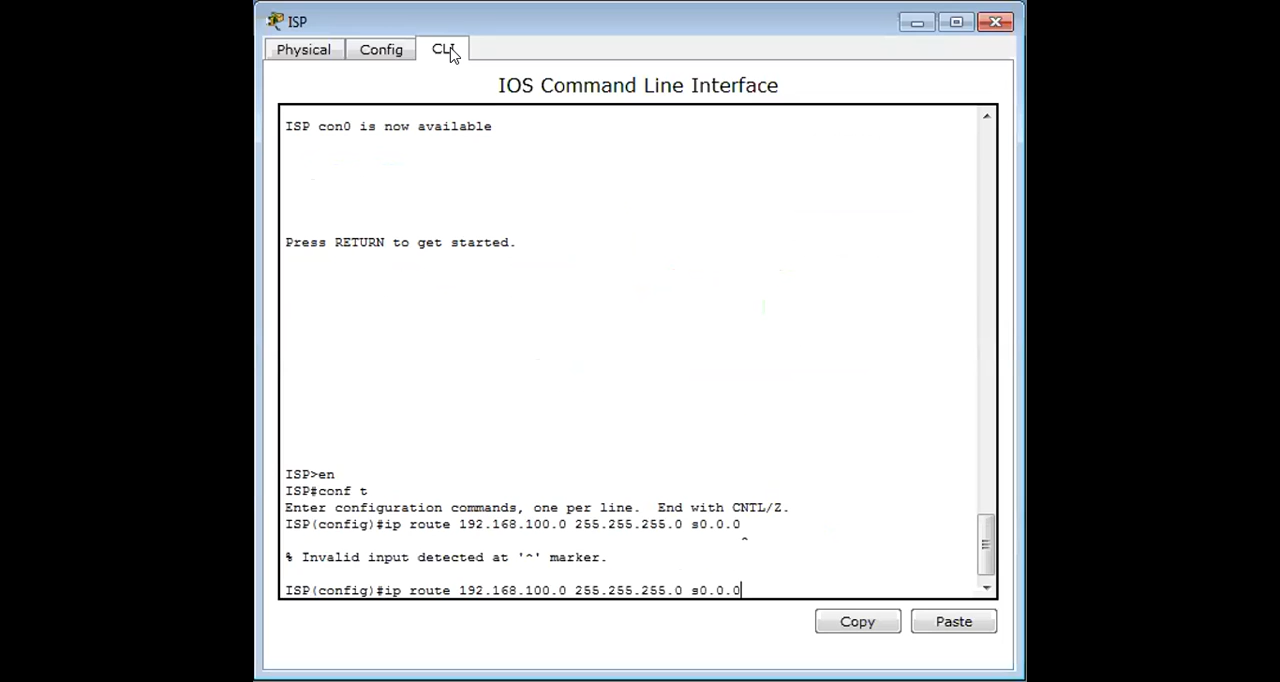 ISP
Physical Config CLI
IOS Command Line Interface
ISP con0 is now available
Press RETURN to get started.
ISP>en
ISP#conf t
Enter configuration commands, one per line.  End with CNTL/Z.
ISP(config)#ip route 192.168.100.0 255.255.255.0 s0.0.0
^
% Invalid input detected at '^' marker.
ISP(config)#ip route 192.168.100.0 255.255.255.0 s0.0.0
Copy Paste